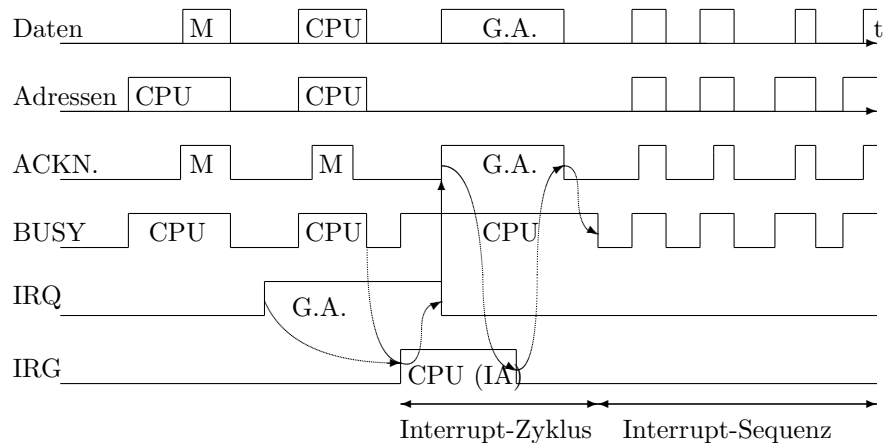 Daten M CPU G.A. t
Adressen CPU CPU
ACKN. M M G.A.
BUSY CPU CPU CPU
IRQ G.A.
IRG CPU (IA)
Interrupt-Zyklus Interrupt-Sequenz